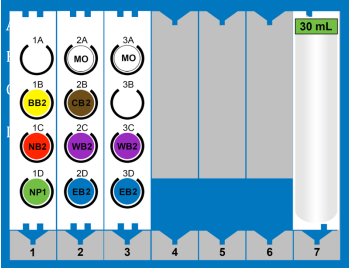 30 mL
1A 2A 3A
MO MO
1B 2B 3B
BB2 CB2
1C 2C 3C
NB2 WB2 WB2
1D 2D 3D
NP1 EB2 EB2
1 2 3 4 5 6 7